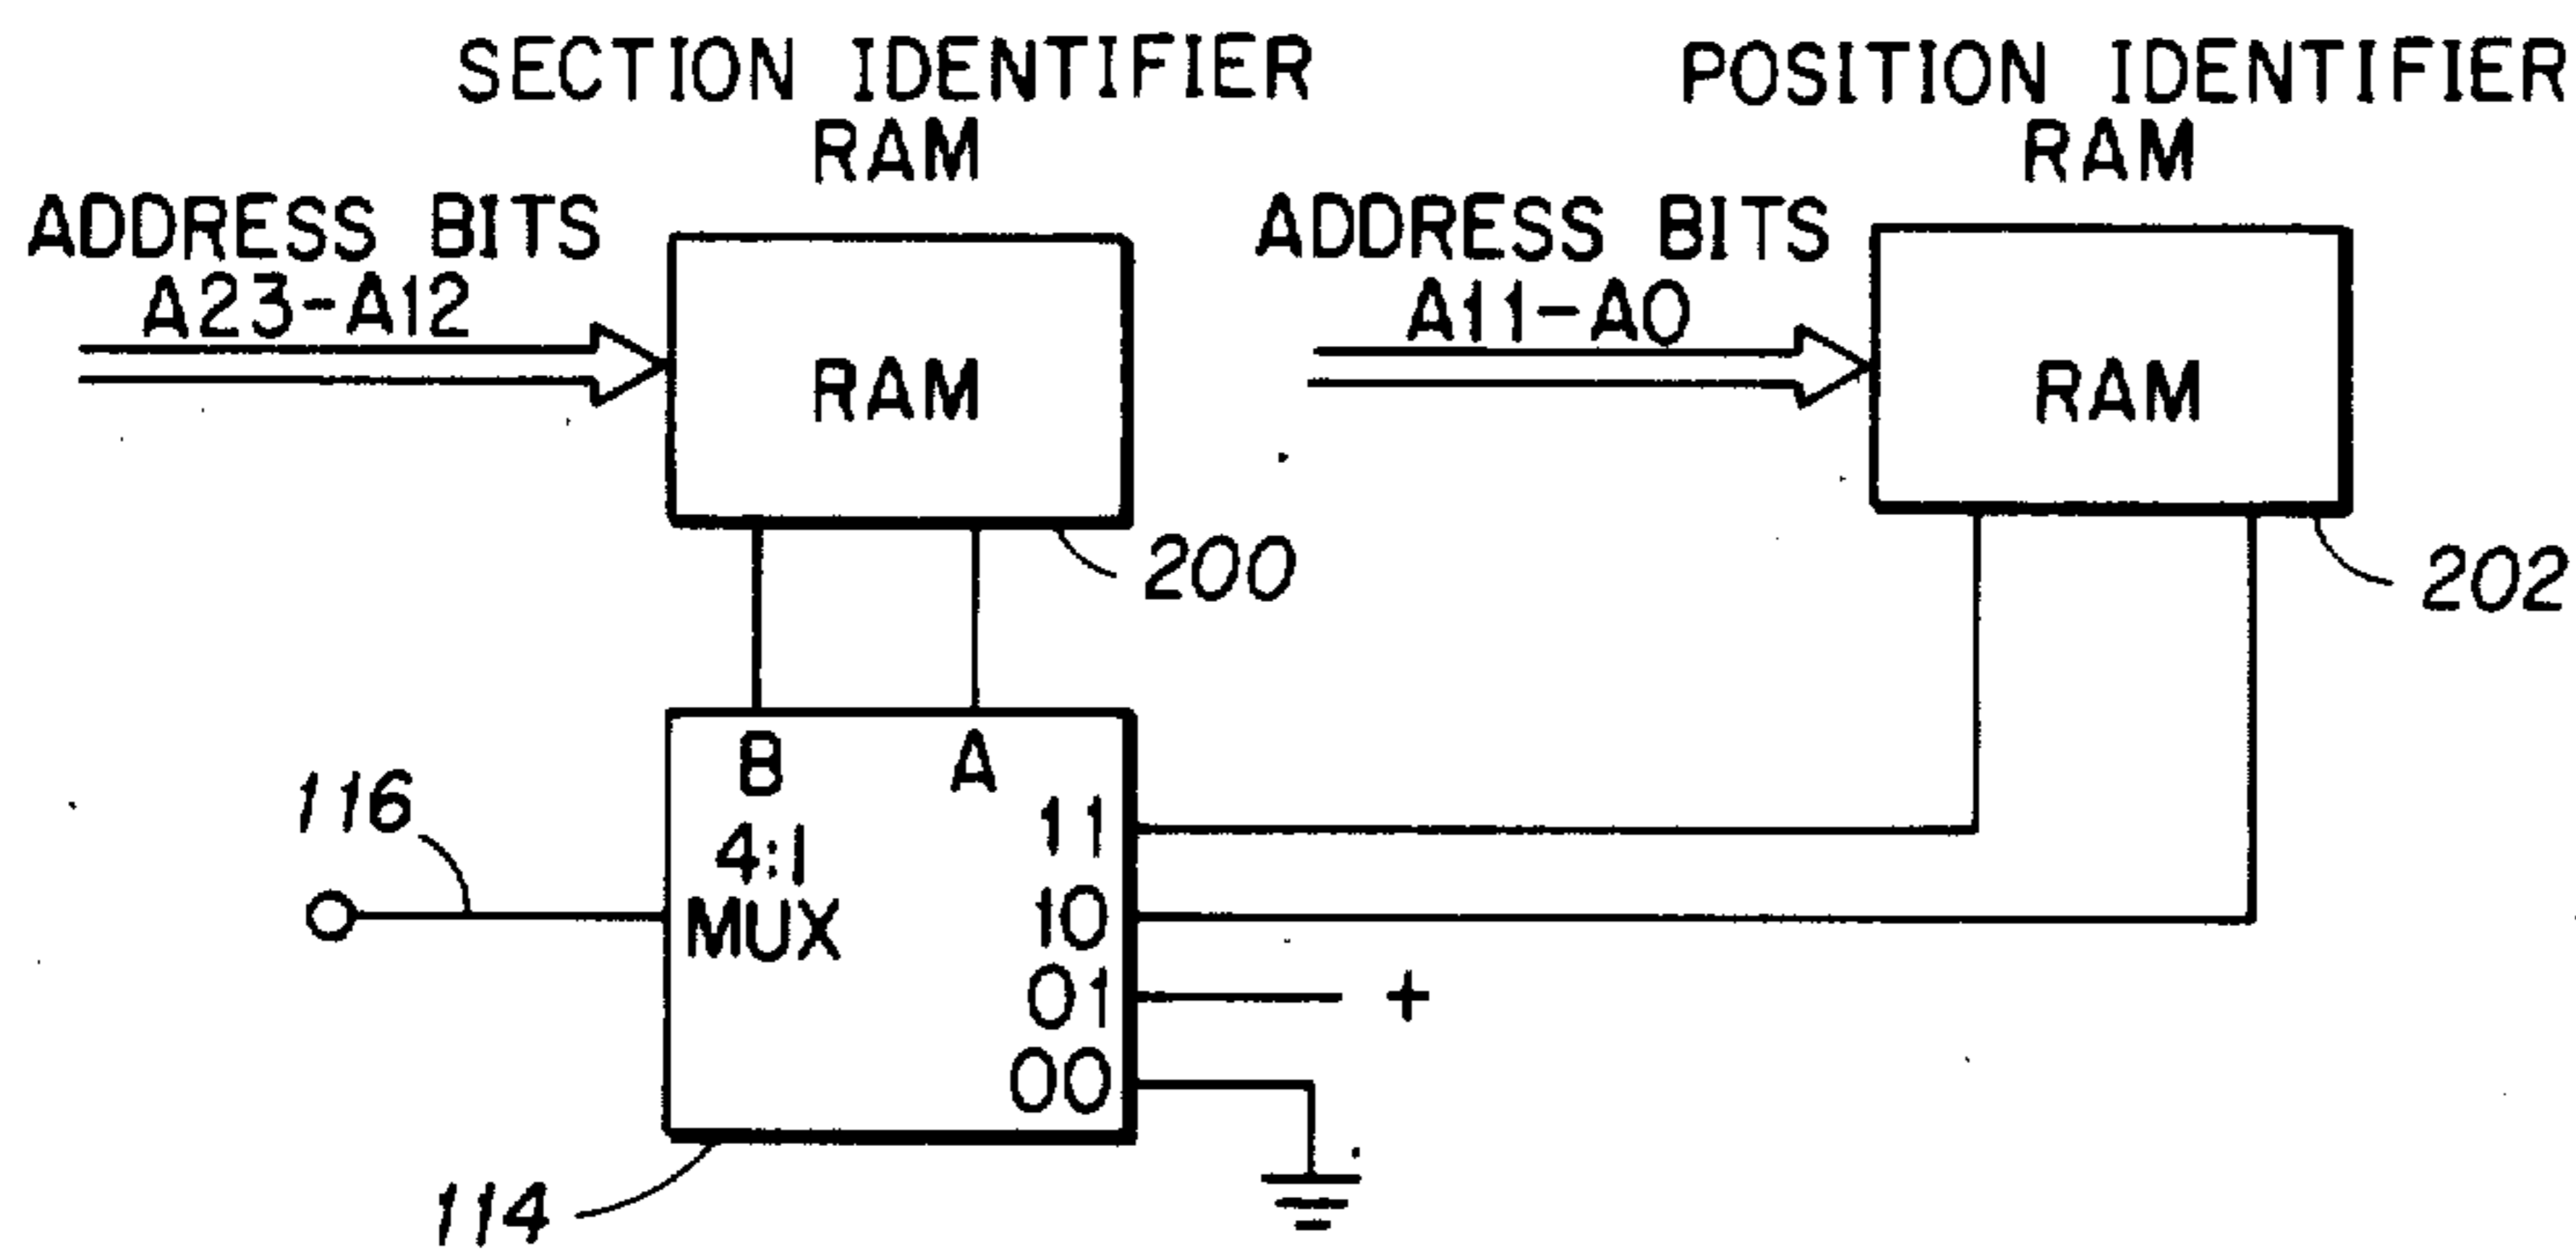 SECTION IDENTIFIER
RAM
POSITION IDENTIFIER
RAM
ADDRESS BITS
A23-A12
RAM
ADDRESS BITS
A11-A0
RAM
200
202
B A
116
4:1
MUX
11
10
01
+
00
114